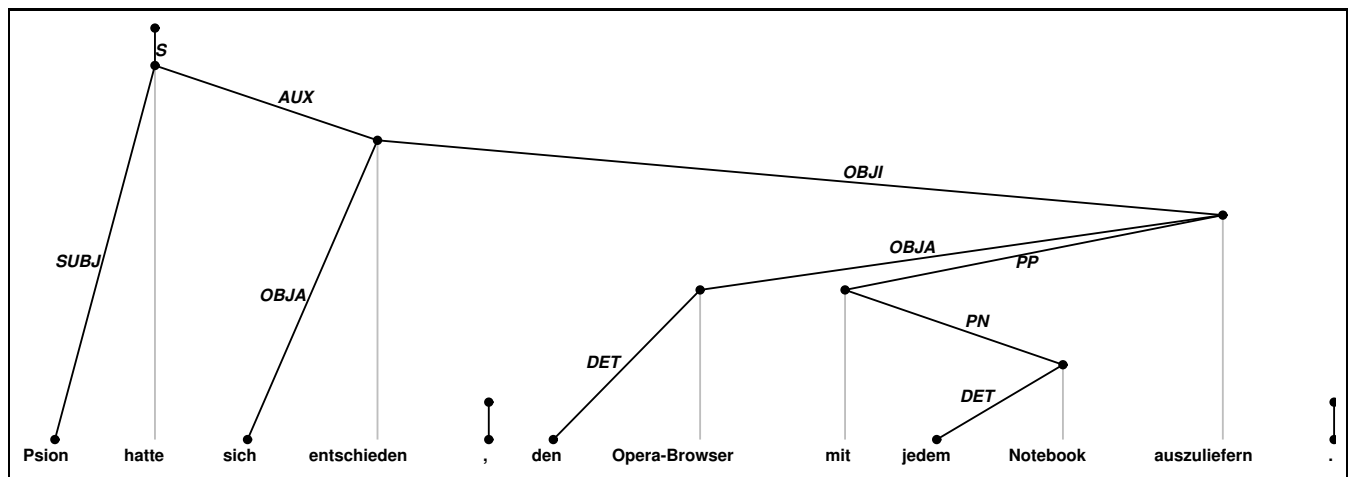 S
AUX
OBJI
OBJA
SUBJ
PP
OBJA
PN
DET
DET
Psion hatte sich entschieden , den Opera-Browser mit jedem Notebook auszuliefern .